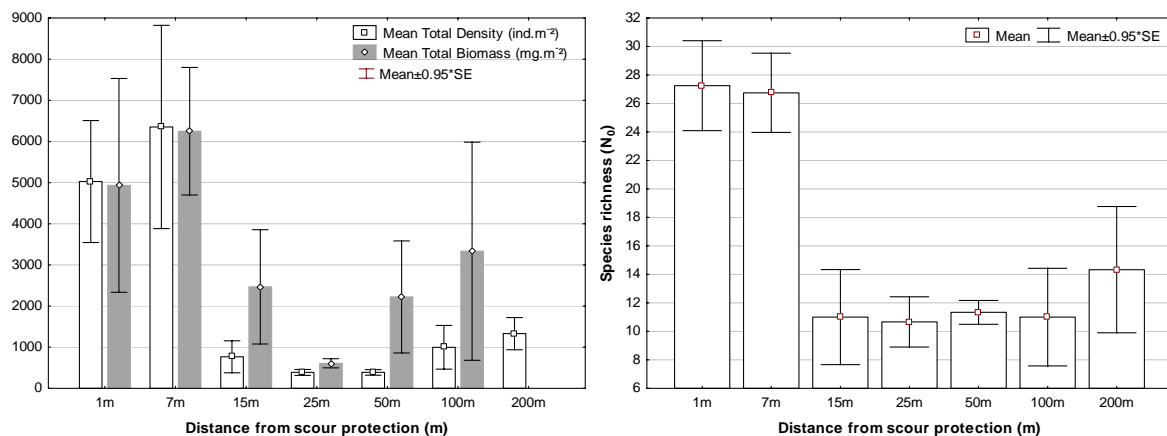 9000
8000
7000
6000
5000
4000
3000
2000
1000
0
Mean Total Density (ind.m⁻²)
Mean Total Biomass (mg.m⁻²)
Mean±0.95*SE
1m 7m 15m 25m 50m 100m 200m
Distance from scour protection (m)
Species richness (N₀)
32
30
28
26
24
22
20
18
16
14
12
10
8
6
Mean Mean±0.95*SE
1m 7m 15m 25m 50m 100m 200m
Distance from scour protection (m)